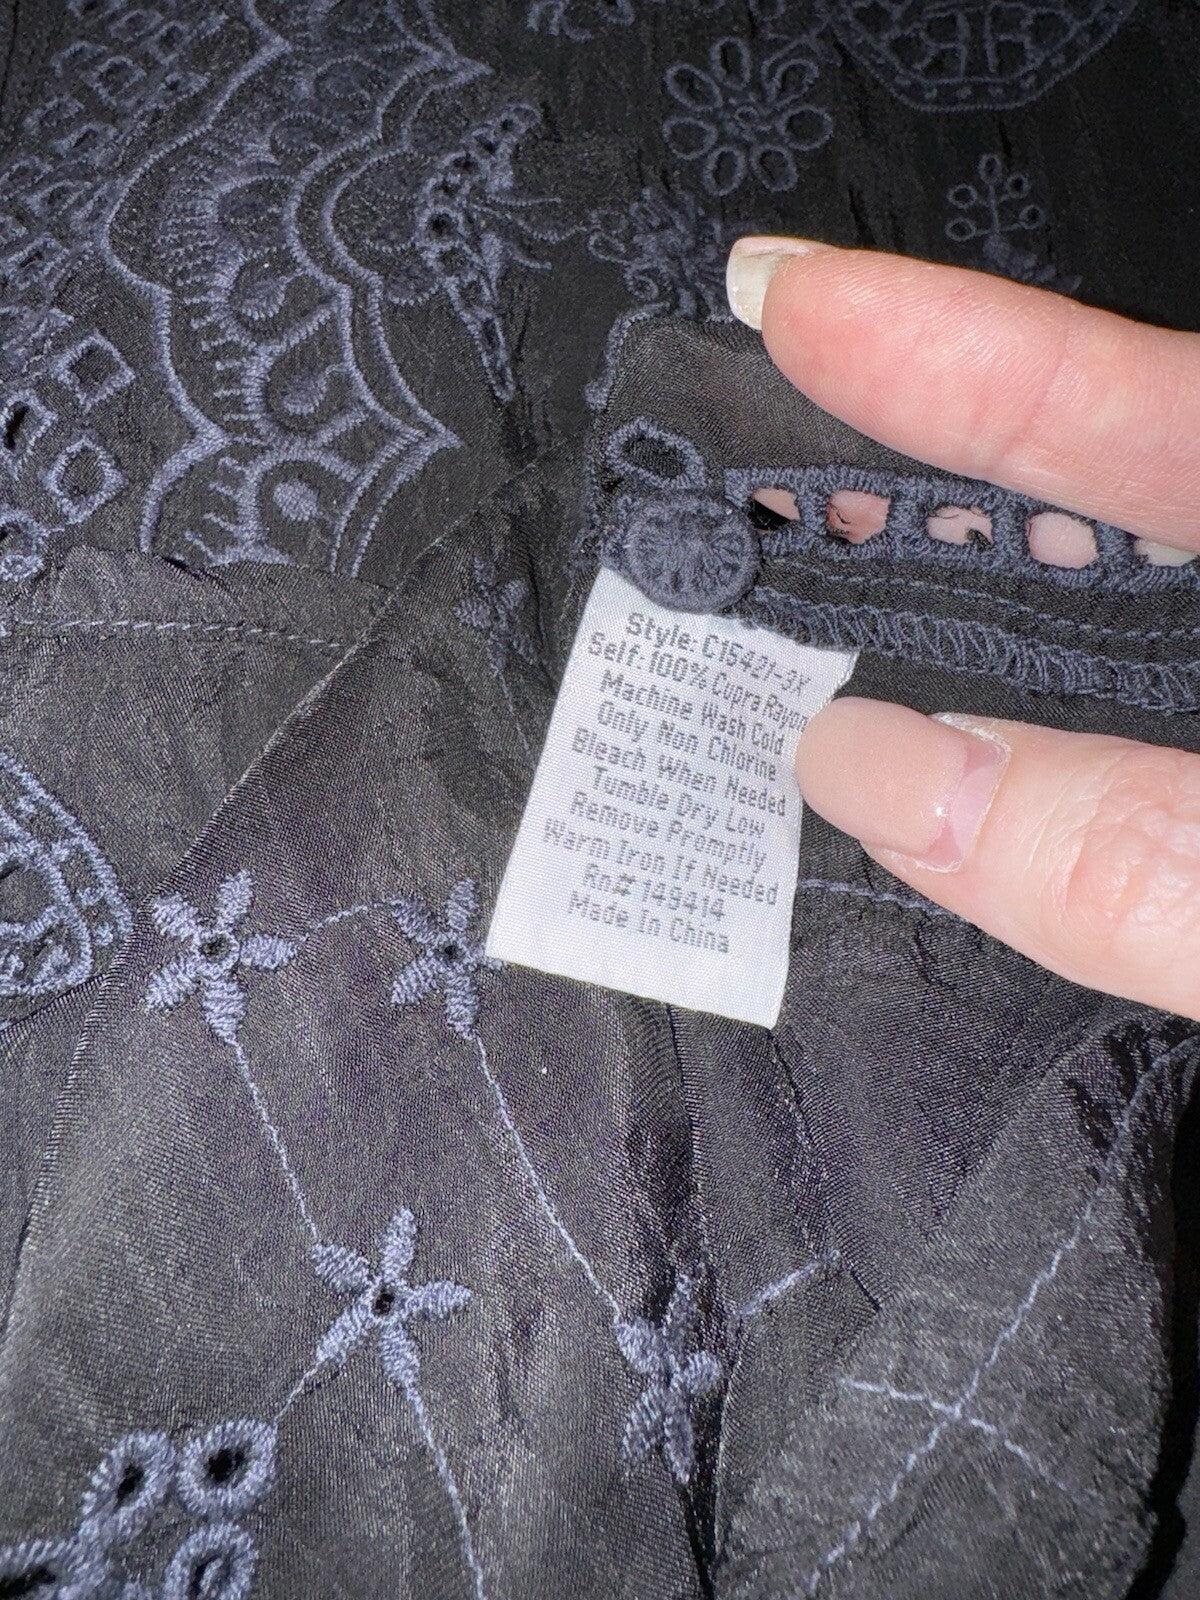 Style: C15421-3X
Self: 100% Cupra Rayon
Machine Wash Cold
Only Non Chlorine
Bleach When Needed
Tumble Dry Low
Remove Promptly
Warm Iron If Needed
Rn# 149414
Made In China